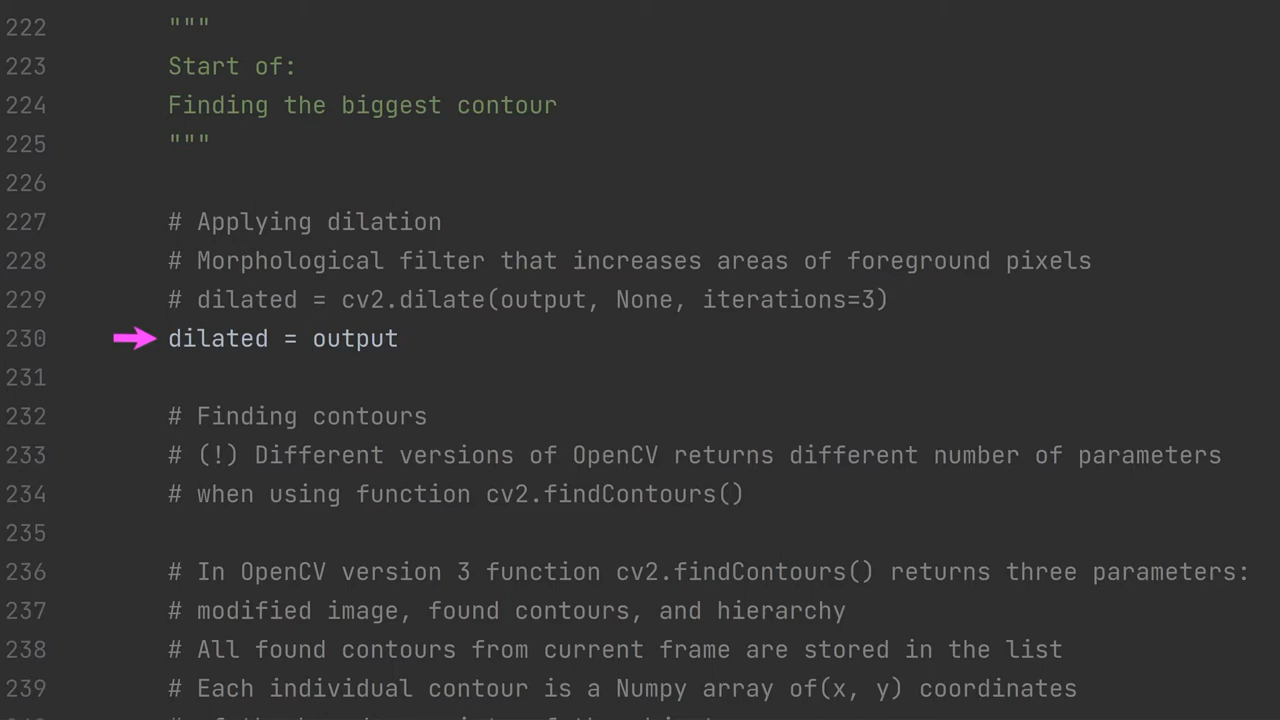 222 """
223 Start of:
224 Finding the biggest contour
225 """
226
227 # Applying dilation
228 # Morphological filter that increases areas of foreground pixels
229 # dilated = cv2.dilate(output, None, iterations=3)
230 dilated = output
231
232 # Finding contours
233 # (!) Different versions of OpenCV returns different number of parameters
234 # when using function cv2.findContours()
235
236 # In OpenCV version 3 function cv2.findContours() returns three parameters:
237 # modified image, found contours, and hierarchy
238 # All found contours from current frame are stored in the list
239 # Each individual contour is a Numpy array of(x, y) coordinates